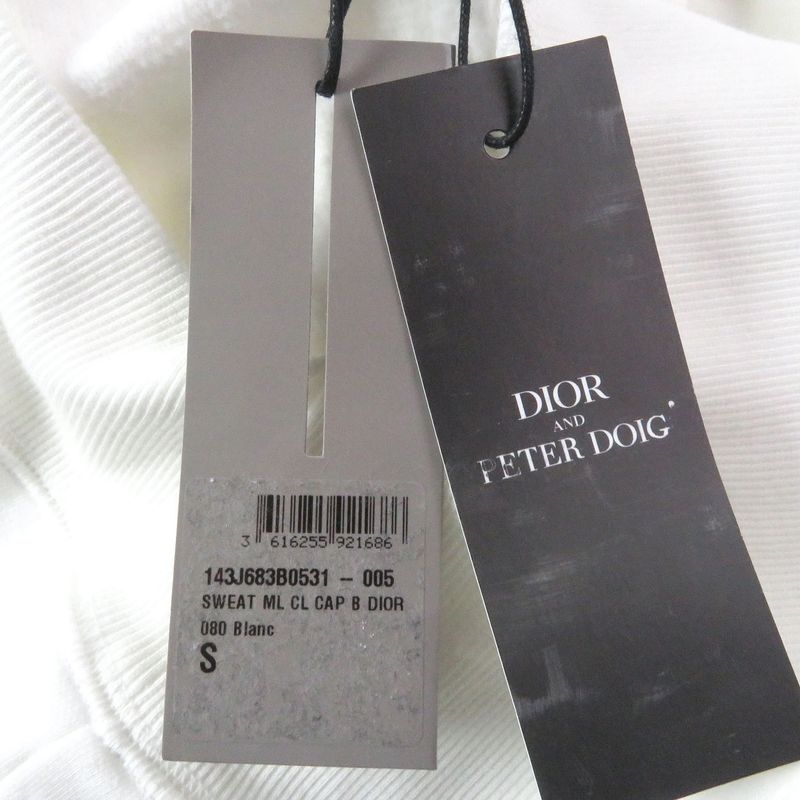 3 616255 921686
143J683B0531 - 005
SWEAT ML CL CAP B DIOR
080 Blanc
S
DIOR
AND
PETER DOIG